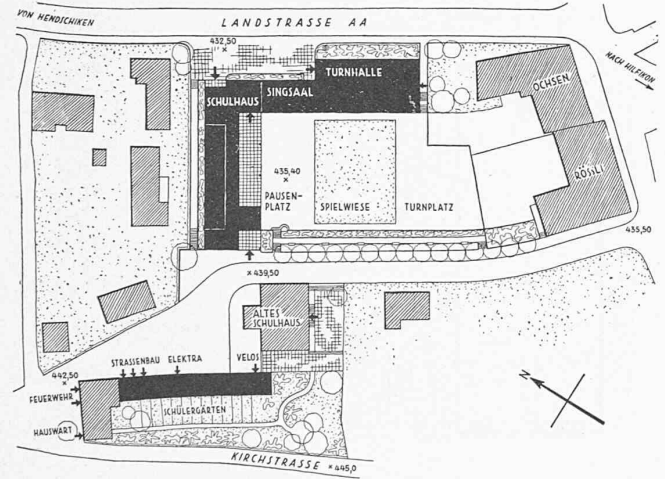 VON HENDSCHIKEN
LANDSTRASSE AA
432,50
NACH HILFIKON
TURNHALLE
SCHULHAUS
SINGSAAL
OCHSEN
RÖSSLI
435,40
PAUSEN-
PLATZ
SPIELWIESE
TURNPLATZ
435,50
439,50
ALTES
SCHULHAUS
STRASSENBAU
ELEKTRA
VELOS
442,50
FEUERWEHR
SCHÜLERGÄRTEN
HAUSWART
KIRCHSTRASSE
445,0
N